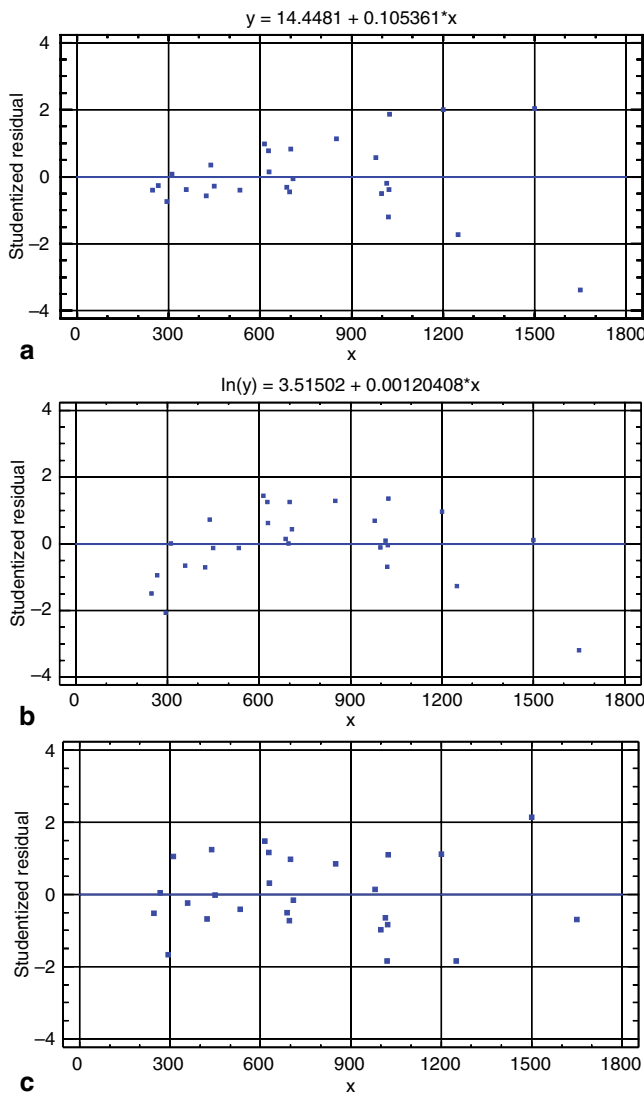 y = 14.4481 + 0.105361*x
4
2
0
–2
–4
Studentized residual
0 300 600 900 1200 1500 1800
x
a
ln(y) = 3.51502 + 0.00120408*x
4
2
0
–2
–4
Studentized residual
0 300 600 900 1200 1500 1800
x
b
4
2
0
–2
–4
Studentized residual
0 300 600 900 1200 1500 1800
x
c